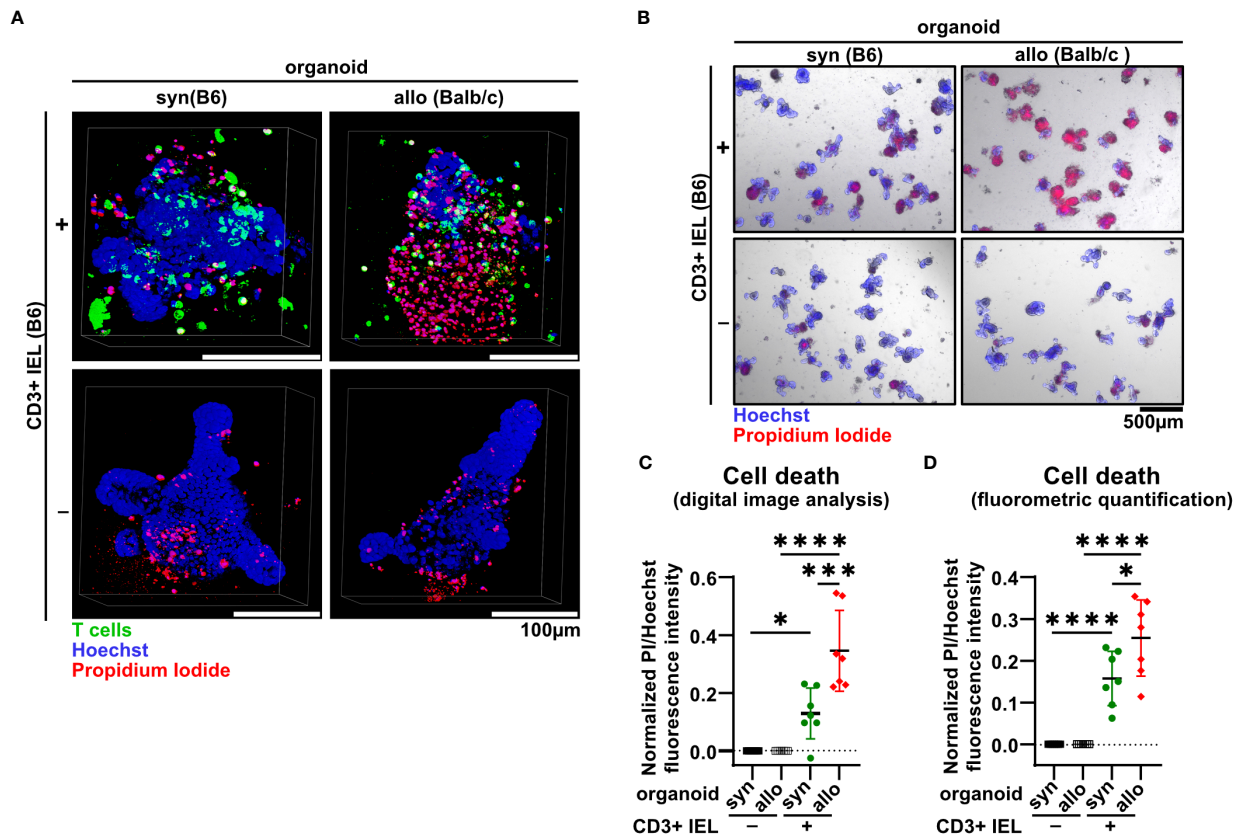 A
organoid
syn(B6)
allo (Balb/c)
CD3+ IEL (B6)
+
–
T cells
Hoechst
Propidium Iodide
100µm
B
organoid
syn (B6)
allo (Balb/c )
CD3+ IEL (B6)
+
–
Hoechst
Propidium Iodide
500µm
C
Cell death
(digital image analysis)
Normalized PI/Hoechst
fluorescence intensity
0.6
0.4
0.2
0.0
****
***
*
organoid
syn
allo
syn
allo
CD3+ IEL
–
+
D
Cell death
(fluorometric quantification)
Normalized PI/Hoechst
fluorescence intensity
0.4
0.3
0.2
0.1
0.0
****
*
****
organoid
syn
allo
syn
allo
CD3+ IEL
–
+